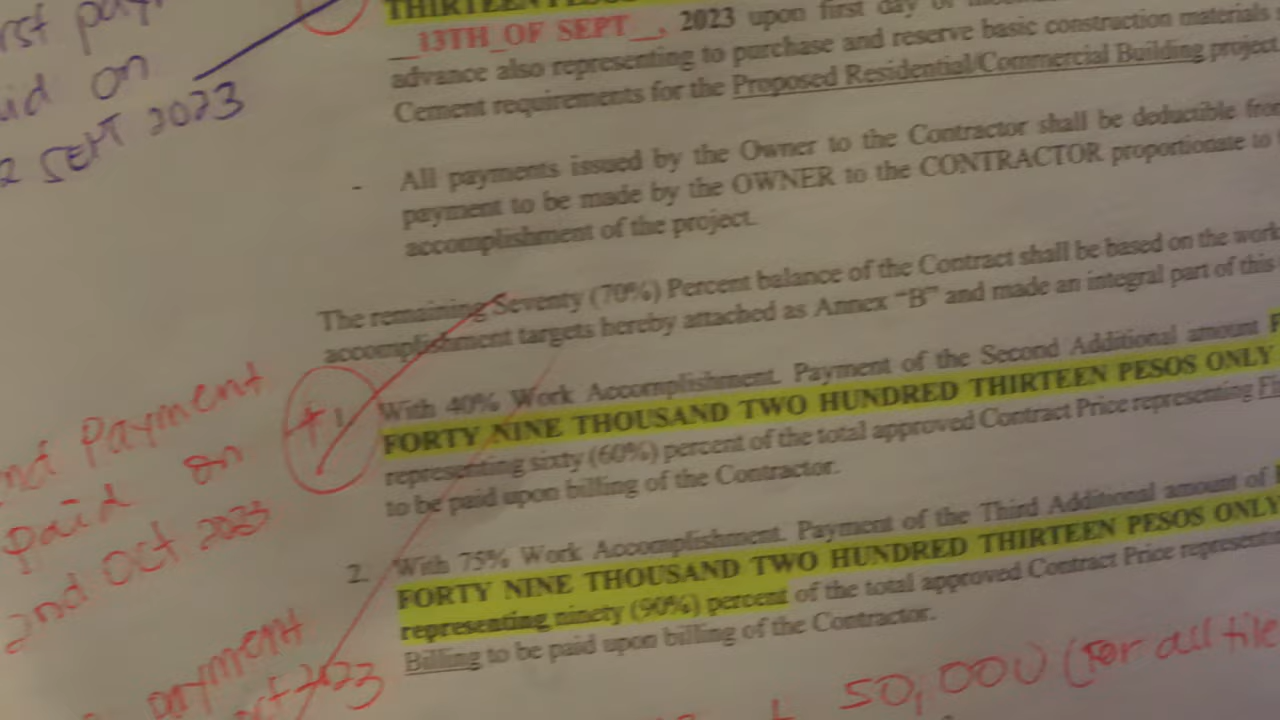 THIRTEEN PESOS
13TH OF SEPT, 2023 upon first day of
advance also representing to purchase and reserve basic construction materials
Cement requirements for the Proposed Residential/Commercial Building project
- All payments issued by the Owner to the Contractor shall be deductible
payment to be made by the OWNER to the CONTRACTOR proportionate to
accomplishment of the project.
The remaining Seventy (70%) Percent balance of the Contract shall be based on the work
accomplishment targets hereby attached as Annex “B” and made an integral part of this
With 40% Work Accomplishment. Payment of the Second Additional amount
FORTY NINE THOUSAND TWO HUNDRED THIRTEEN PESOS ONLY
representing sixty (60%) percent of the total approved Contract Price representing
to be paid upon billing of the Contractor.
2. With 75% Work Accomplishment. Payment of the Third Additional amount of
FORTY NINE THOUSAND TWO HUNDRED THIRTEEN PESOS ONLY
representing ninety (90%) percent of the total approved Contract Price
Billing to be paid upon billing of the Contractor.
on
SEPT 2023
Payment
paid on
2nd Oct 2023
2023
50,000 (For all tile